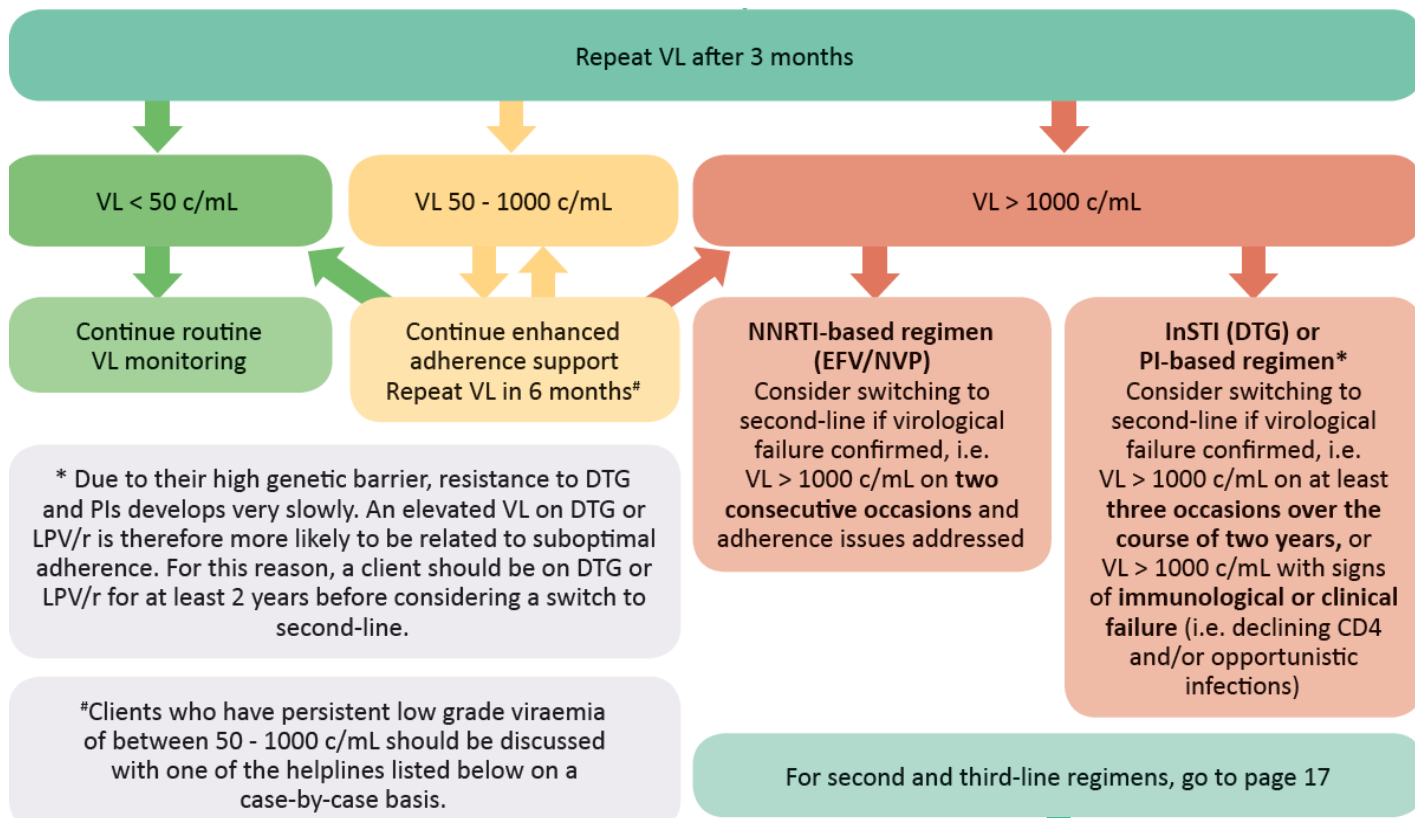 Repeat VL after 3 months
VL < 50 c/mL
VL 50 - 1000 c/mL
VL > 1000 c/mL
Continue routine
VL monitoring
Continue enhanced
adherence support
Repeat VL in 6 months#
NNRTI-based regimen
(EFV/NVP)
Consider switching to
second-line if virological
failure confirmed, i.e.
VL > 1000 c/mL on two
consecutive occasions and
adherence issues addressed
InSTI (DTG) or
PI-based regimen*
Consider switching to
second-line if virological
failure confirmed, i.e.
VL > 1000 c/mL on at least
three occasions over the
course of two years, or
VL > 1000 c/mL with signs
of immunological or clinical
failure (i.e. declining CD4
and/or opportunistic
infections)
* Due to their high genetic barrier, resistance to DTG
and PIs develops very slowly. An elevated VL on DTG or
LPV/r is therefore more likely to be related to suboptimal
adherence. For this reason, a client should be on DTG or
LPV/r for at least 2 years before considering a switch to
second-line.
#Clients who have persistent low grade viraemia
of between 50 - 1000 c/mL should be discussed
with one of the helplines listed below on a
case-by-case basis.
For second and third-line regimens, go to page 17